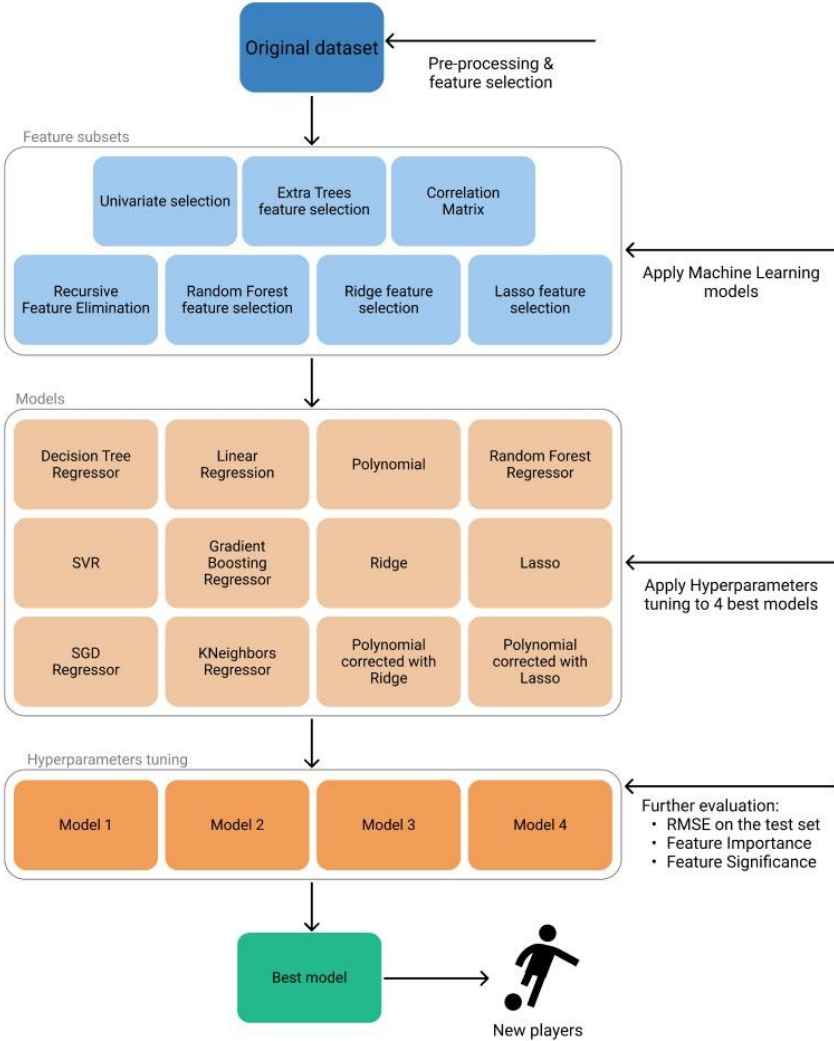 Original dataset
Pre-processing &
feature selection
Feature subsets
Univariate selection
Extra Trees
feature selection
Correlation
Matrix
Recursive
Feature Elimination
Random Forest
feature selection
Ridge feature
selection
Lasso feature
selection
Apply Machine Learning
models
Models
Decision Tree
Regressor
Linear
Regression
Polynomial
Random Forest
Regressor
SVR
Gradient
Boosting
Regressor
Ridge
Lasso
Apply Hyperparameters
tuning to 4 best models
SGD
Regressor
KNeighbors
Regressor
Polynomial
corrected with
Ridge
Polynomial
corrected with
Lasso
Hyperparameters tuning
Model 1
Model 2
Model 3
Model 4
Further evaluation:
• RMSE on the test set
• Feature Importance
• Feature Significance
Best model
New players